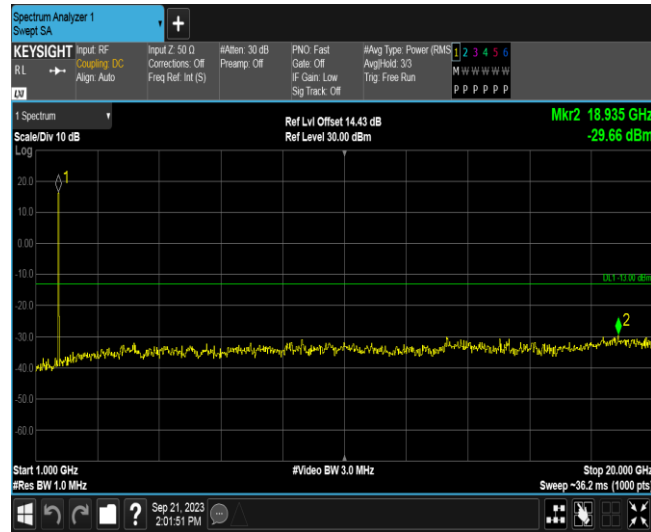 Spectrum Analyzer 1
Swept SA
+
KEYSIGHT Input: RF Input Z: 50 Ω #Atten: 30 dB PNO: Fast #Avg Type: Power (RMS 1 2 3 4 5 6
RL Coupling: DC Corrections: Off Preamp: Off Gate: Off Avg|Hold: 3/3 M W W W W W
Align: Auto Freq Ref: Int (S) IF Gain: Low Trig: Free Run
LXI Sig Track: Off P P P P P P
1 Spectrum
Ref Lvl Offset 14.43 dB Mkr2 18.935 GHz
Scale/Div 10 dB Ref Level 30.00 dBm -29.66 dBm
Log
1
20.0
10.0
0.00
-10.0
DL1 -13.00 dBm
-20.0
2
-30.0
-40.0
-50.0
-60.0
Start 1.000 GHz #Video BW 3.0 MHz Stop 20.000 GHz
#Res BW 1.0 MHz Sweep ~36.2 ms (1000 pts)
? Sep 21, 2023
2:01:51 PM